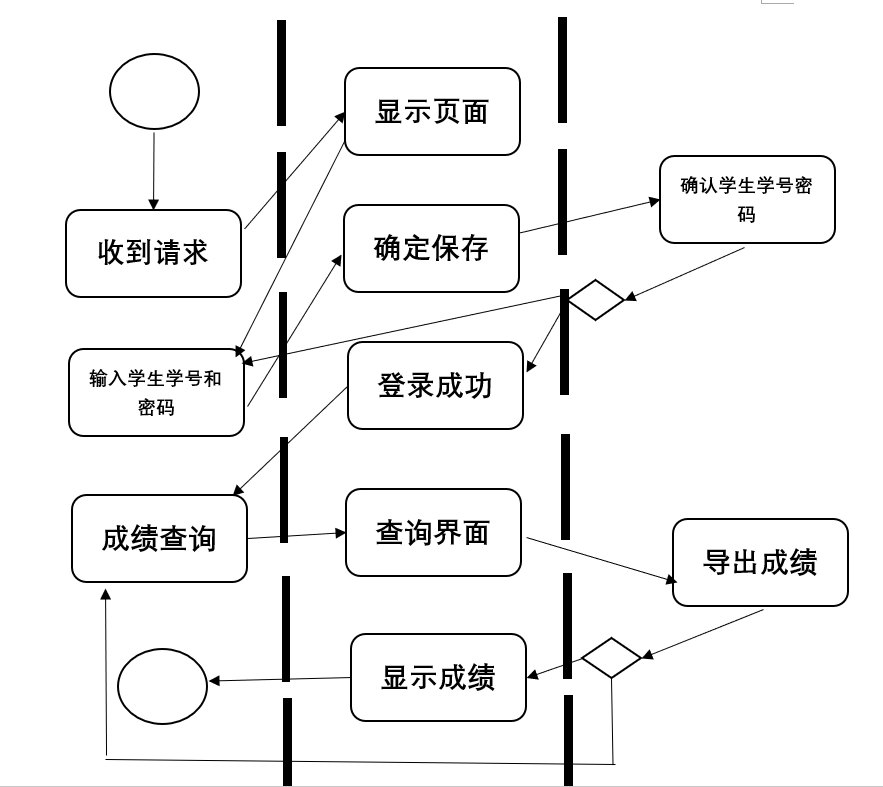 显示页面
确认学生学号密
码
收到请求
确定保存
输入学生学号和
密码
登录成功
成绩查询
查询界面
导出成绩
显示成绩